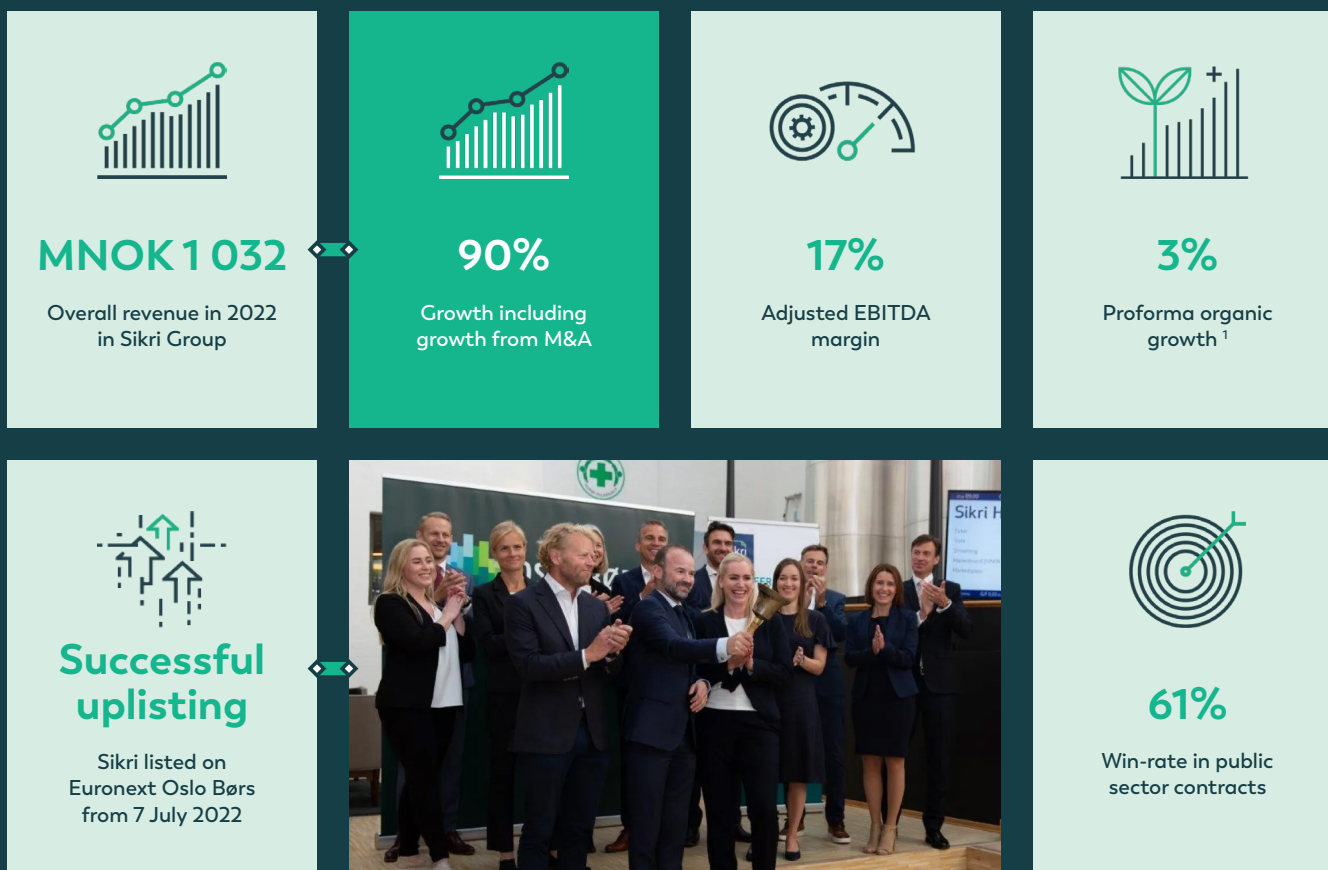 MNOK 1 032
Overall revenue in 2022
in Sikri Group
90%
Growth including
growth from M&A
17%
Adjusted EBITDA
margin
3%
Proforma organic
growth ¹
Successful
uplisting
Sikri listed on
Euronext Oslo Børs
from 7 July 2022
Sikri H
61%
Win-rate in public
sector contracts